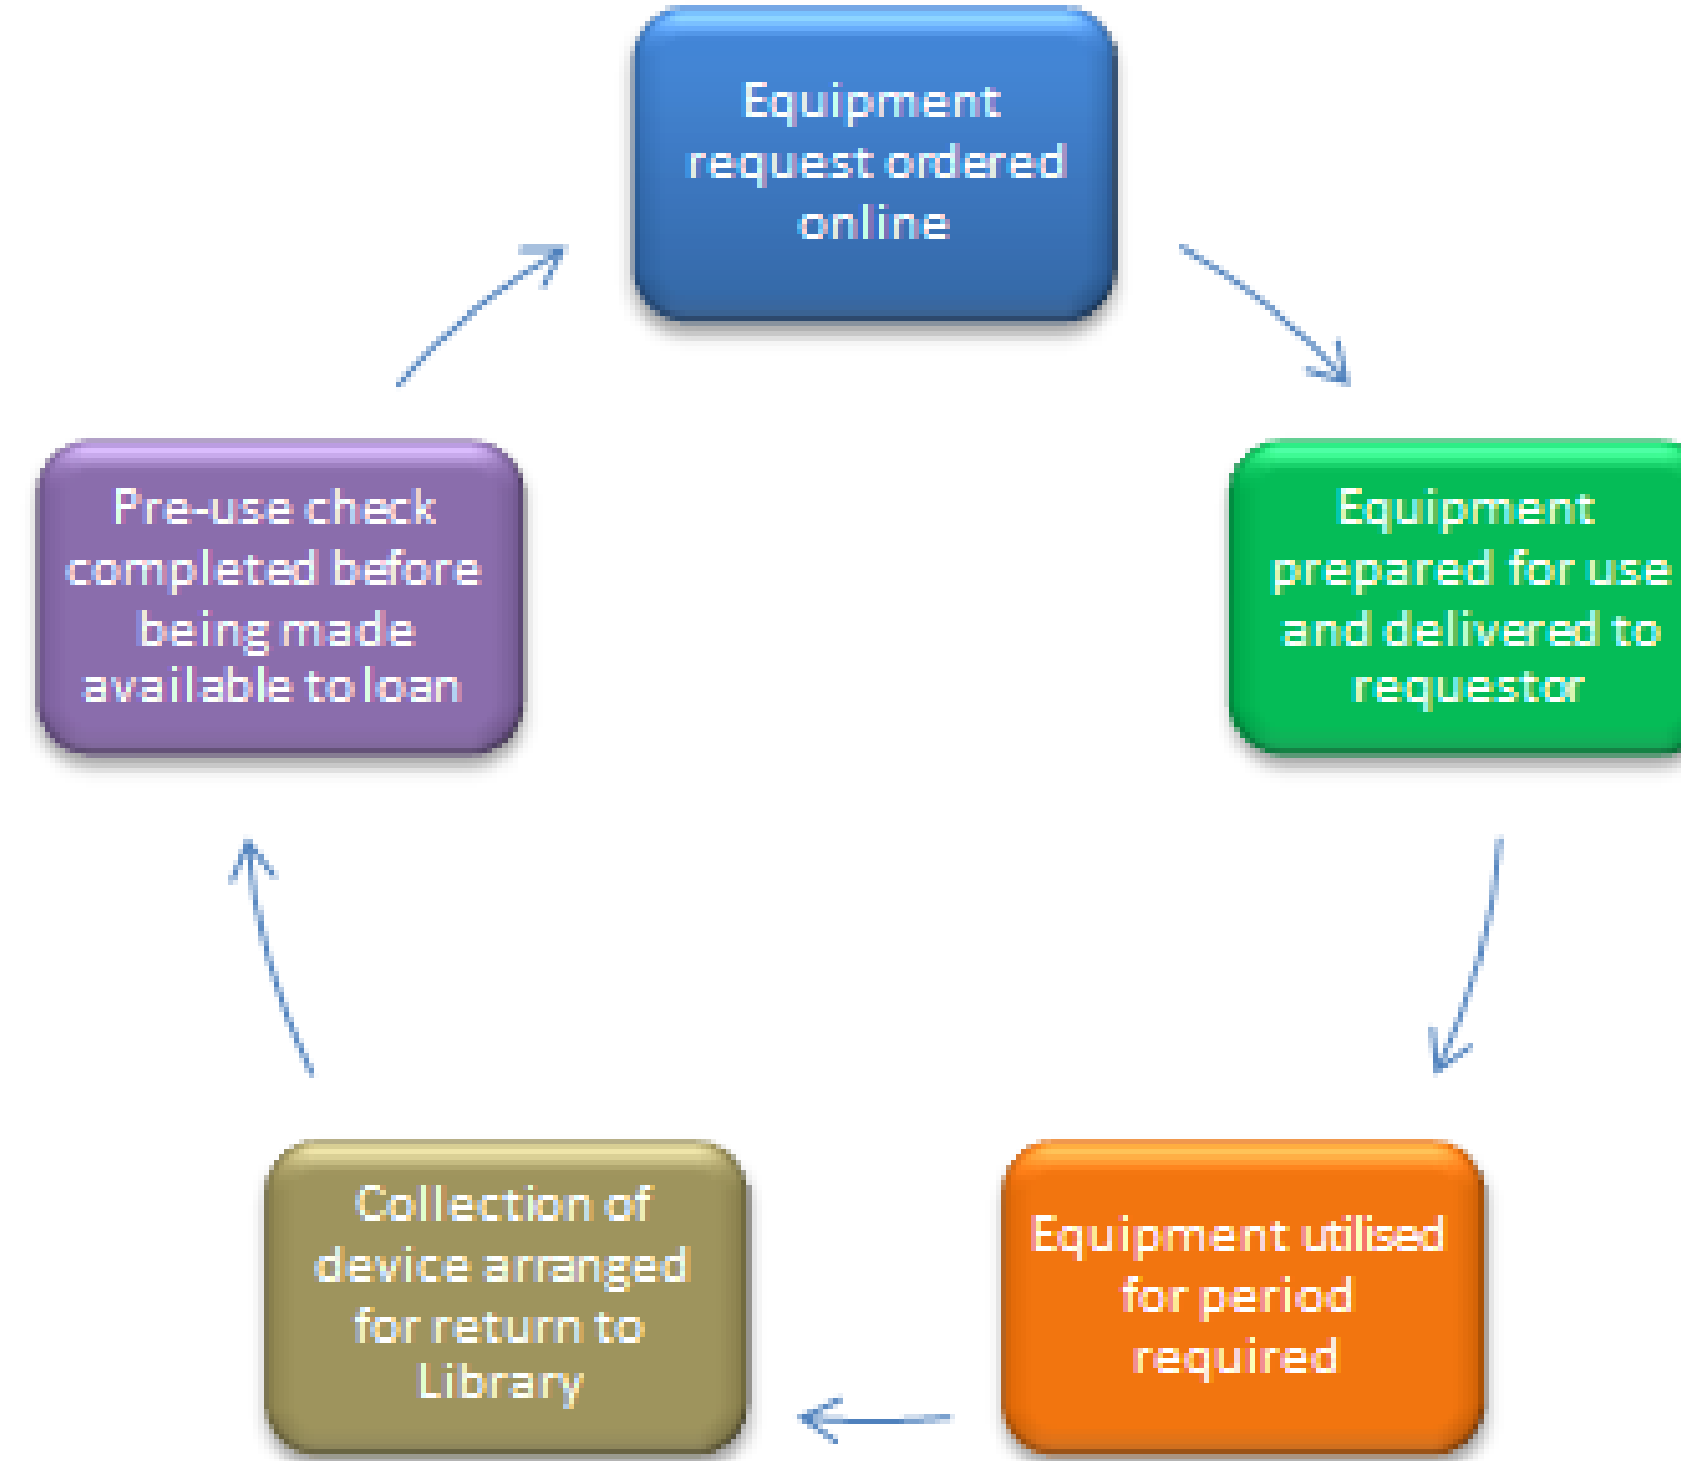 Equipment
request ordered
online
Equipment
prepared for use
and delivered to
requestor
Equipment utilised
for period
required
Collection of
device arranged
for return to
Library
Pre-use check
completed before
being made
available to loan